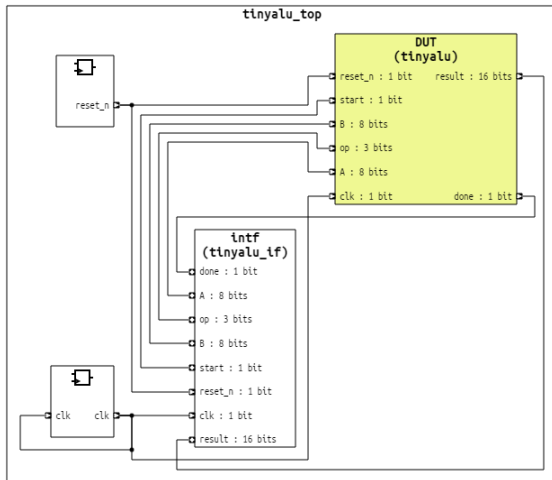 tinyalu_top
DUT
(tinyalu)
reset_n : 1 bit
result : 16 bits
start : 1 bit
B : 8 bits
op : 3 bits
A : 8 bits
clk : 1 bit
done : 1 bit
reset_n
intf
(tinyalu_if)
done : 1 bit
A : 8 bits
op : 3 bits
B : 8 bits
start : 1 bit
reset_n : 1 bit
clk : 1 bit
result : 16 bits
clk
clk